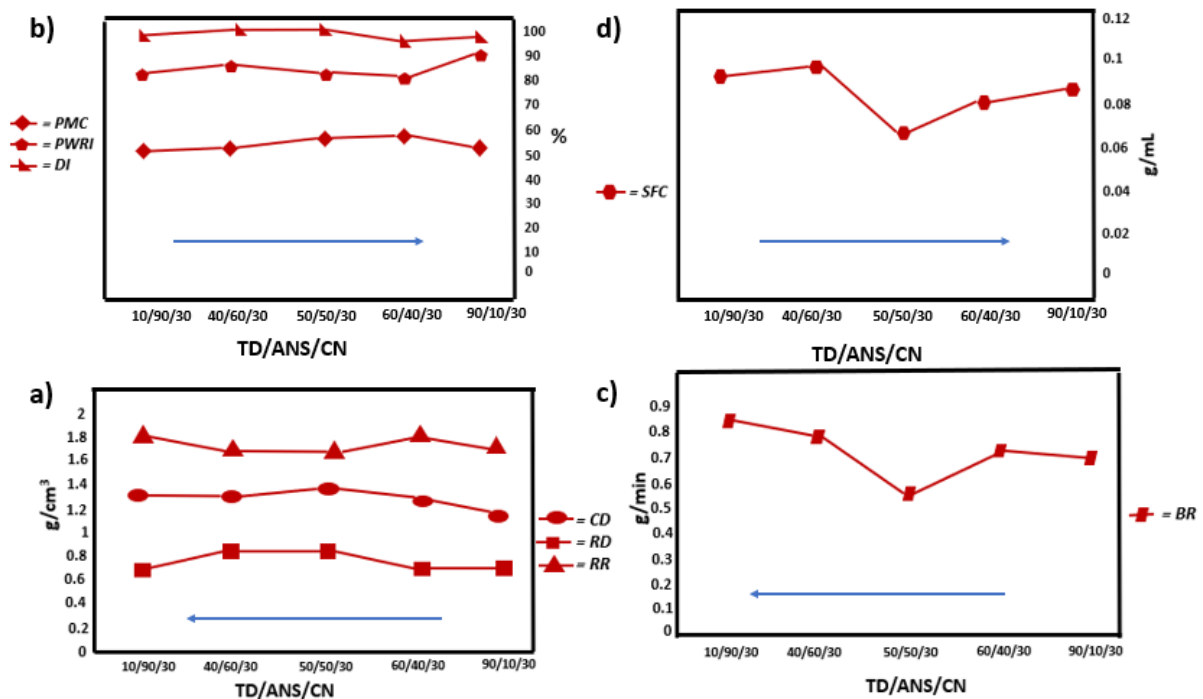 b)
100
90
80
70
60
50
40
30
20
10
0
%
= PMC
= PWRI
= DI
10/90/30 40/60/30 50/50/30 60/40/30 90/10/30
TD/ANS/CN
d)
0.12
0.1
0.08
0.06
0.04
0.02
0
g/mL
= SFC
10/90/30 40/60/30 50/50/30 60/40/30 90/10/30
TD/ANS/CN
a)
2
1.8
1.6
1.4
1.2
1
0.8
0.6
0.4
0.2
0
g/cm³
= CD
= RD
= RR
10/90/30 40/60/30 50/50/30 60/40/30 90/10/30
TD/ANS/CN
c)
0.9
0.8
0.7
0.6
0.5
0.4
0.3
0.2
0.1
0
g/min
= BR
10/90/30 40/60/30 50/50/30 60/40/30 90/10/30
TD/ANS/CN